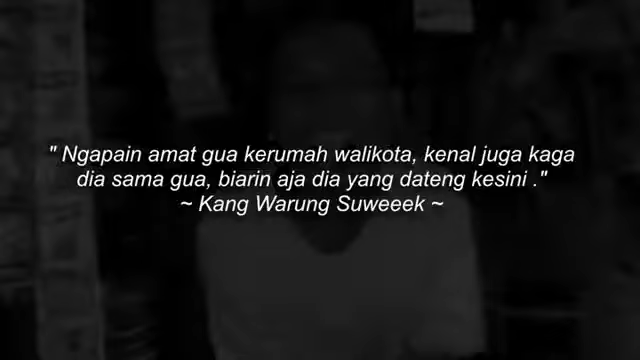 " Ngapain amat gua kerumah walikota, kenal juga kaga
dia sama gua, biarin aja dia yang dateng kesini ."
~ Kang Warung Suweeek ~